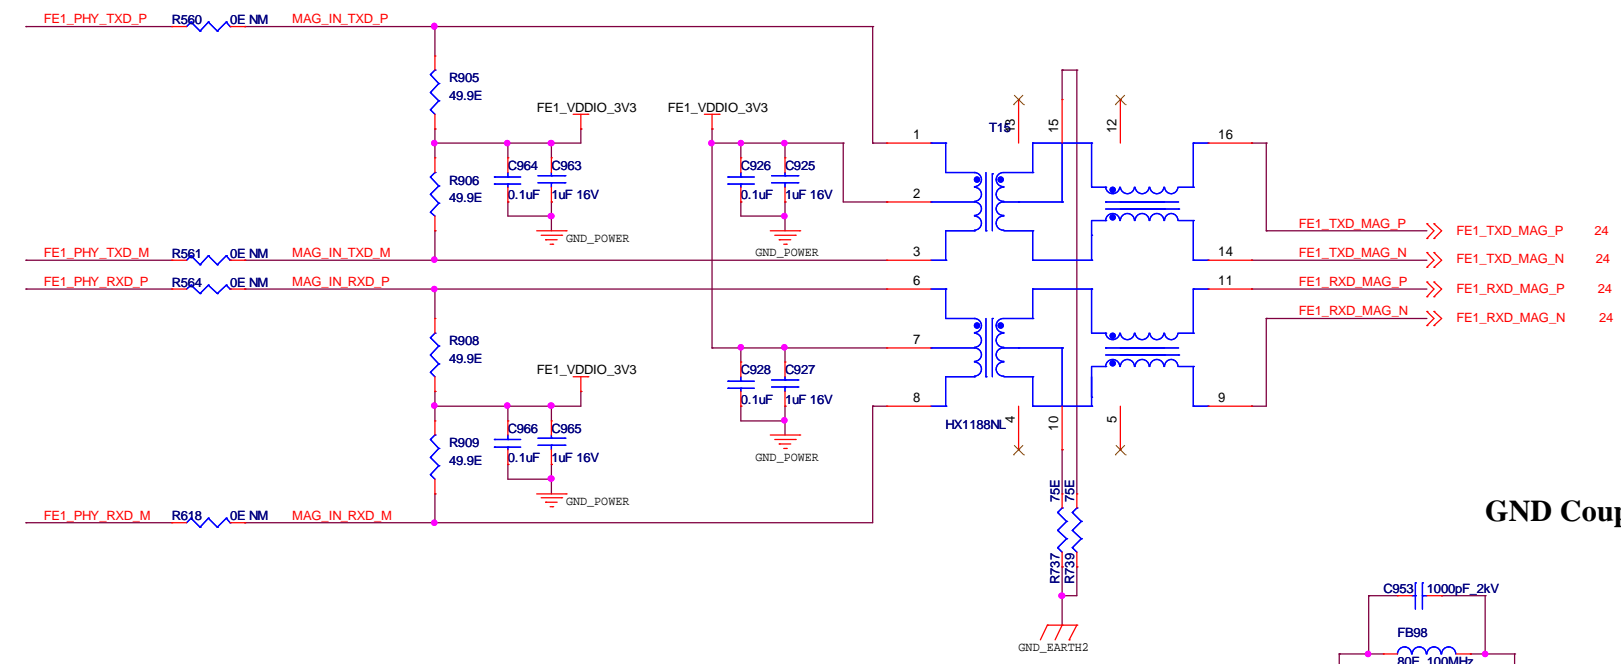 FE1_PHY_TXD_P R560 0E NM MAG_IN_TXD_P
R905
49.9E
FE1_VDDIO_3V3 FE1_VDDIO_3V3
C964 C963
0.1uF 1uF 16V
R906
49.9E
GND_POWER
C926 C925
0.1uF 1uF 16V
GND_POWER
FE1_PHY_TXD_M R561 0E NM MAG_IN_TXD_M
FE1_PHY_RXD_P R564 0E NM MAG_IN_RXD_P
R908
49.9E
FE1_VDDIO_3V3
C966 C965
0.1uF 1uF 16V
R909
49.9E
GND_POWER
C928 C927
0.1uF 1uF 16V
GND_POWER
FE1_PHY_RXD_M R618 0E NM MAG_IN_RXD_M
T15
13 15 12
1 16
2
3 14
6 11
7
8 9
HX1188NL
4 10 5
FE1_TXD_MAG_P FE1_TXD_MAG_P 24
FE1_TXD_MAG_N FE1_TXD_MAG_N 24
FE1_RXD_MAG_P FE1_RXD_MAG_P 24
FE1_RXD_MAG_N FE1_RXD_MAG_N 24
75E 75E
R737 R739
GND_EARTH2
GND Coup
C953 1000pF_2kV
FB98
80E_100MHz